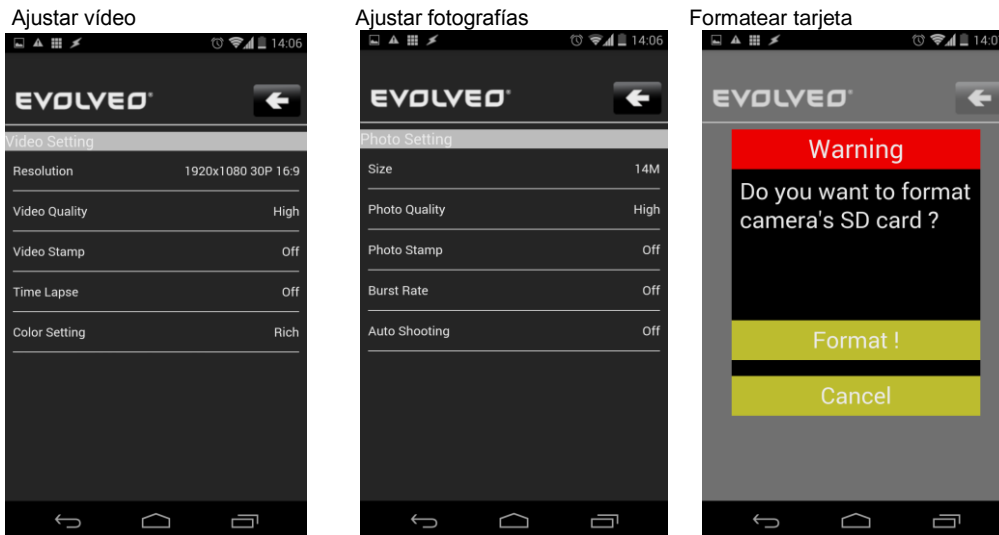 Ajustar vídeo
14:06
EVOLVEO
Video Setting
Resolution 1920x1080 30P 16:9
Video Quality High
Video Stamp Off
Time Lapse Off
Color Setting Rich
Ajustar fotografías
14:06
EVOLVEO
Photo Setting
Size 14M
Photo Quality High
Photo Stamp Off
Burst Rate Off
Auto Shooting Off
Formatear tarjeta
14:0
EVOLVEO
Warning
Do you want to format
camera's SD card ?
Format !
Cancel